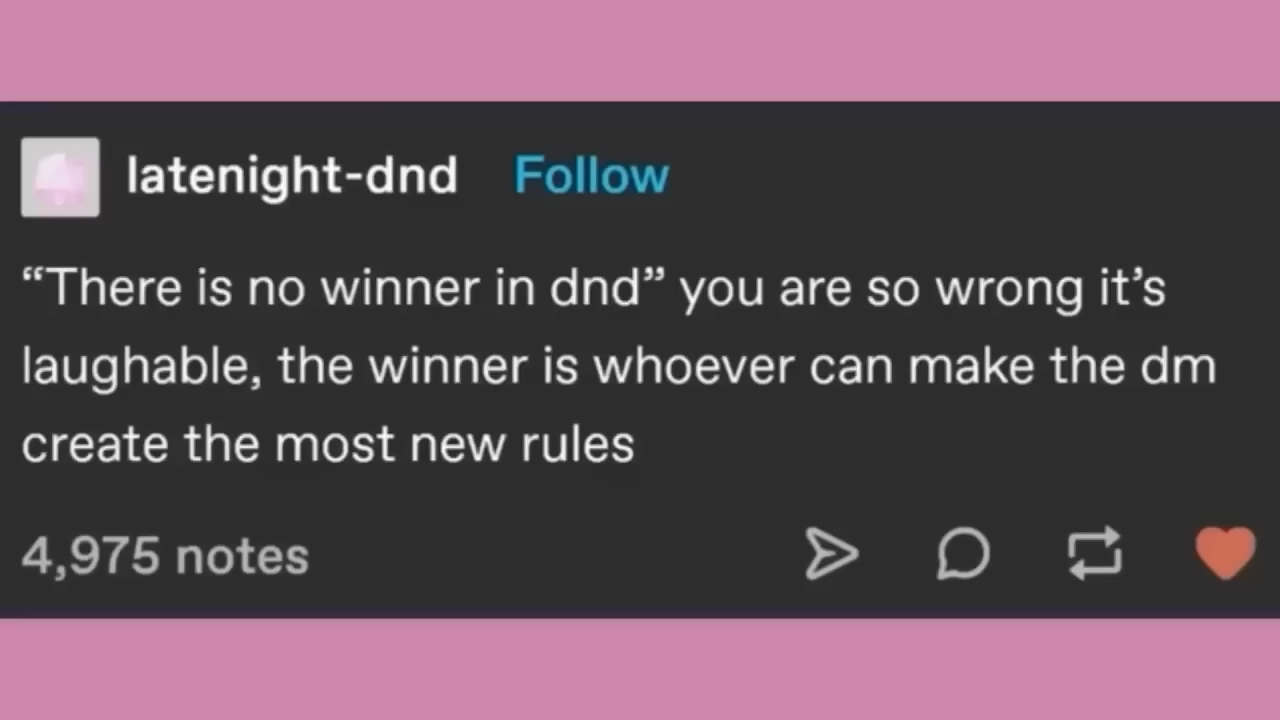 latenight-dnd Follow
“There is no winner in dnd” you are so wrong it’s
laughable, the winner is whoever can make the dm
create the most new rules
4,975 notes